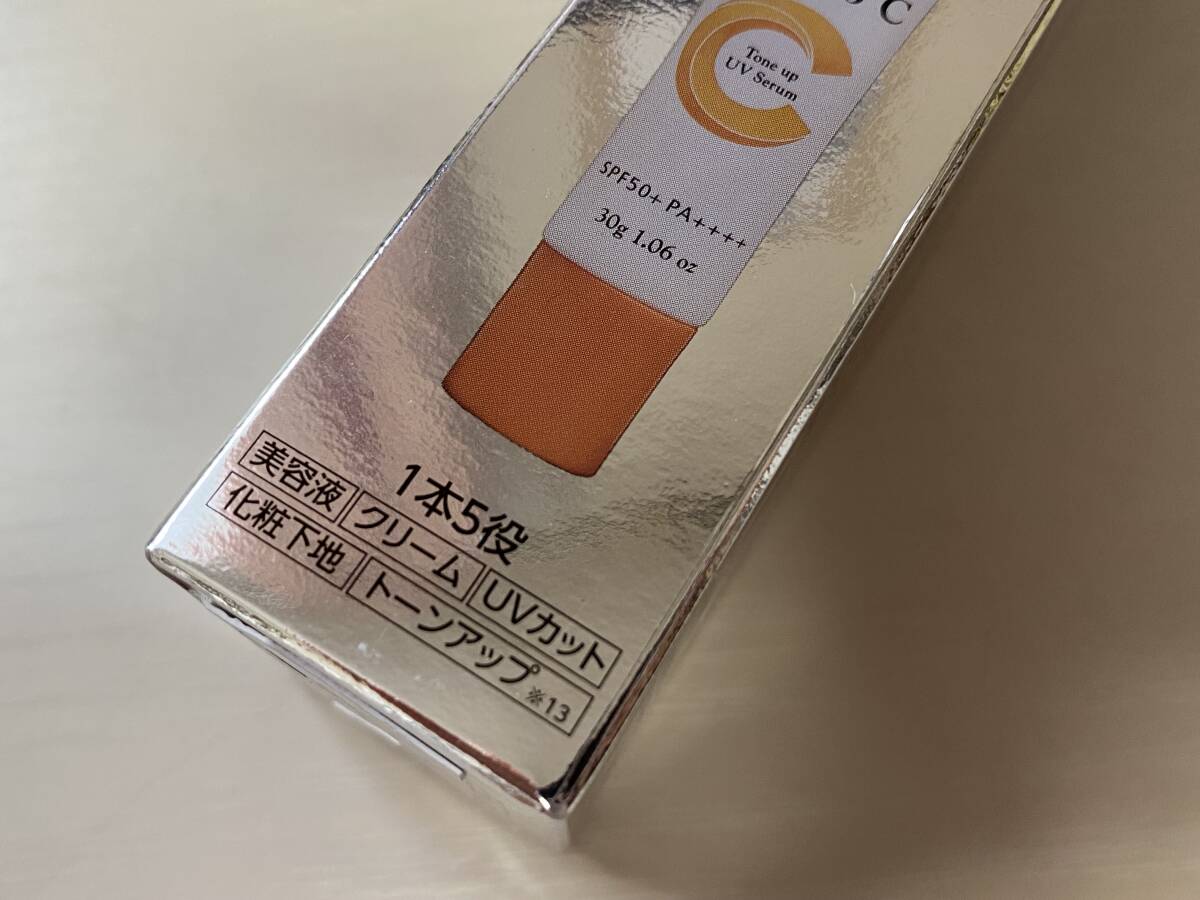 C
Tone up
UV Serum
SPF50+ PA++++
30g 1.06 oz
1本5役
美容液 クリーム UVカット
化粧下地 トーンアップ※13